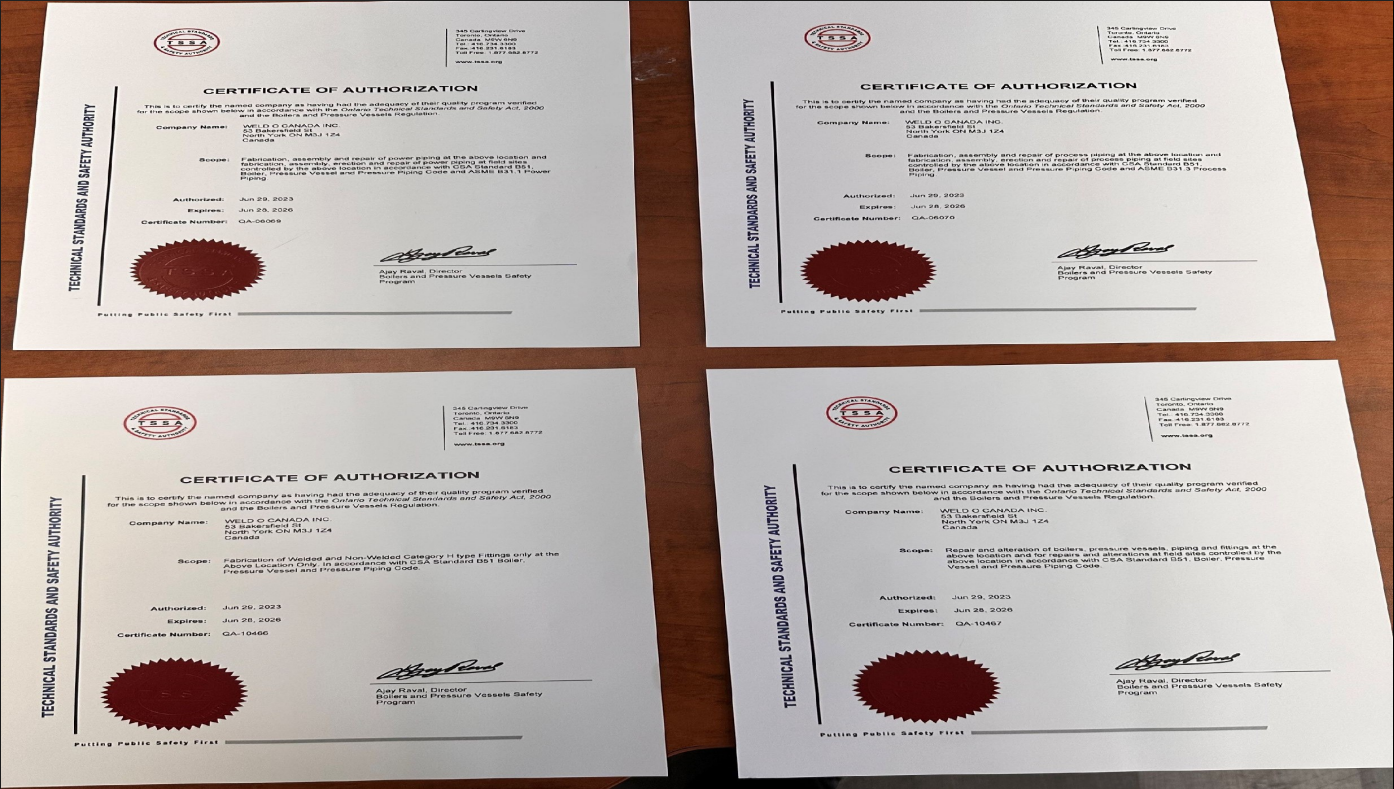 TECHNICAL STANDARDS
TSSA
& SAFETY AUTHORITY
345 Carlingview Drive
Toronto, Ontario
Canada M9W 6N9
Tel.: 416.734.3300
Fax: 416.231.6183
Toll Free: 1.877.682.8772
www.tssa.org
TECHNICAL STANDARDS AND SAFETY AUTHORITY
CERTIFICATE OF AUTHORIZATION
This is to certify the named company as having had the adequacy of their quality program verified
for the scope shown below in accordance with the Ontario Technical Standards and Safety Act, 2000
and the Boilers and Pressure Vessels Regulation.
Company Name: WELD O CANADA INC.
53 Bakersfield St
North York ON M3J 1Z4
Canada
Scope: Fabrication, assembly and repair of power piping at the above location and
fabrication, assembly, erection and repair of power piping at field sites
controlled by the above location in accordance with CSA Standard B51,
Boiler, Pressure Vessel and Pressure Piping Code and ASME B31.1 Power
Piping
Authorized: Jun 29, 2023
Expires: Jun 28, 2026
Certificate Number: QA-06069
TSSA
Ajay Raval
Ajay Raval, Director
Boilers and Pressure Vessels Safety
Program
Putting Public Safety First
TECHNICAL STANDARDS
TSSA
& SAFETY AUTHORITY
345 Carlingview Drive
Toronto, Ontario
Canada M9W 6N9
Tel.: 416.734.3300
Fax: 416.231.6183
Toll Free: 1.877.682.8772
www.tssa.org
TECHNICAL STANDARDS AND SAFETY AUTHORITY
CERTIFICATE OF AUTHORIZATION
This is to certify the named company as having had the adequacy of their quality program verified
for the scope shown below in accordance with the Ontario Technical Standards and Safety Act, 2000
and the Boilers and Pressure Vessels Regulation.
Company Name: WELD O CANADA INC.
53 Bakersfield St
North York ON M3J 1Z4
Canada
Scope: Fabrication, assembly and repair of process piping at the above location and
fabrication, assembly, erection and repair of process piping at field sites
controlled by the above location in accordance with CSA Standard B51,
Boiler, Pressure Vessel and Pressure Piping Code and ASME B31.3 Process
Piping
Authorized: Jun 29, 2023
Expires: Jun 28, 2026
Certificate Number: QA-06070
Ajay Raval
Ajay Raval, Director
Boilers and Pressure Vessels Safety
Program
Putting Public Safety First
TECHNICAL STANDARDS
TSSA
& SAFETY AUTHORITY
345 Carlingview Drive
Toronto, Ontario
Canada M9W 6N9
Tel.: 416.734.3300
Fax: 416.231.6183
Toll Free: 1.877.682.8772
www.tssa.org
TECHNICAL STANDARDS AND SAFETY AUTHORITY
CERTIFICATE OF AUTHORIZATION
This is to certify the named company as having had the adequacy of their quality program verified
for the scope shown below in accordance with the Ontario Technical Standards and Safety Act, 2000
and the Boilers and Pressure Vessels Regulation.
Company Name: WELD O CANADA INC.
53 Bakersfield St
North York ON M3J 1Z4
Canada
Scope: Fabrication of Welded and Non-Welded Category H type Fittings only at the
Above Location Only. In accordance with CSA Standard B51 Boiler,
Pressure Vessel and Pressure Piping Code.
Authorized: Jun 29, 2023
Expires: Jun 28, 2026
Certificate Number: QA-10466
Ajay Raval
Ajay Raval, Director
Boilers and Pressure Vessels Safety
Program
Putting Public Safety First
TECHNICAL STANDARDS
TSSA
& SAFETY AUTHORITY
345 Carlingview Drive
Toronto, Ontario
Canada M9W 6N9
Tel.: 416.734.3300
Fax: 416.231.6183
Toll Free: 1.877.682.8772
www.tssa.org
TECHNICAL STANDARDS AND SAFETY AUTHORITY
CERTIFICATE OF AUTHORIZATION
This is to certify the named company as having had the adequacy of their quality program verified
for the scope shown below in accordance with the Ontario Technical Standards and Safety Act, 2000
and the Boilers and Pressure Vessels Regulation.
Company Name: WELD O CANADA INC.
53 Bakersfield St
North York ON M3J 1Z4
Canada
Scope: Repair and alteration of boilers, pressure vessels, piping and fittings at the
above location and for repairs and alterations at field sites controlled by the
above location in accordance with CSA Standard B51, Boiler, Pressure
Vessel and Pressure Piping Code.
Authorized: Jun 29, 2023
Expires: Jun 28, 2026
Certificate Number: QA-10467
Ajay Raval
Ajay Raval, Director
Boilers and Pressure Vessels Safety
Program
Putting Public Safety First